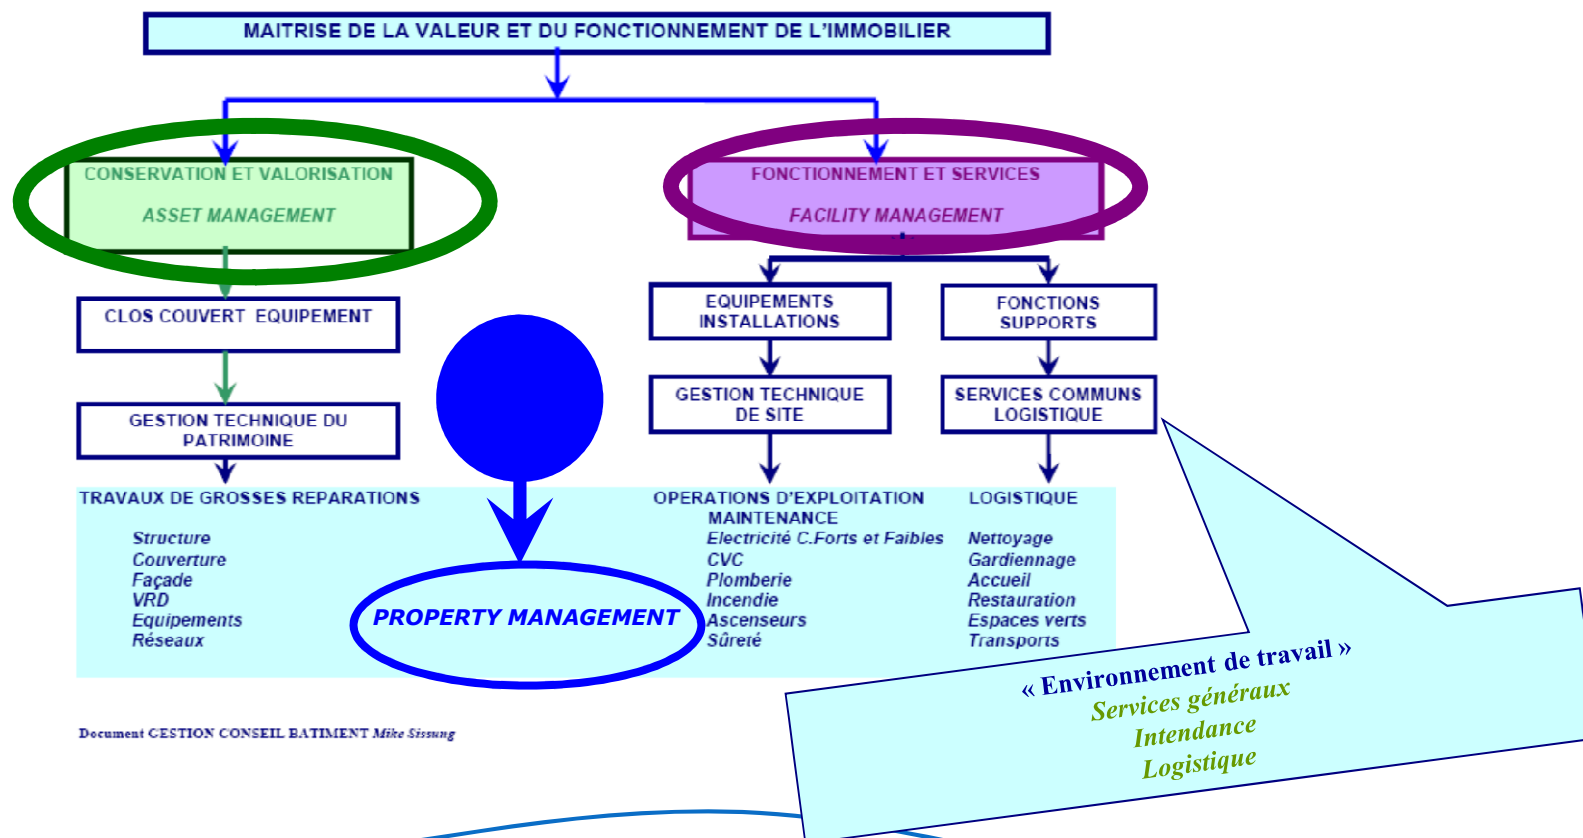 MAITRISE DE LA VALEUR ET DU FONCTIONNEMENT DE L'IMMOBILIER
CONSERVATION ET VALORISATION
ASSET MANAGEMENT
FONCTIONNEMENT ET SERVICES
FACILITY MANAGEMENT
CLOS COUVERT EQUIPEMENT
EQUIPEMENTS
INSTALLATIONS
FONCTIONS
SUPPORTS
GESTION TECHNIQUE DU
PATRIMOINE
GESTION TECHNIQUE
DE SITE
SERVICES COMMUNS
LOGISTIQUE
TRAVAUX DE GROSSES REPARATIONS
Structure
Couverture
Façade
VRD
Equipements
Réseaux
PROPERTY MANAGEMENT
OPERATIONS D'EXPLOITATION
MAINTENANCE
Electricité C.Forts et Faibles
CVC
Plomberie
Incendie
Ascenseurs
Sûreté
LOGISTIQUE
Nettoyage
Gardiennage
Accueil
Restauration
Espaces verts
Transports
« Environnement de travail »
Services généraux
Intendance
Logistique
Document GESTION CONSEIL BATIMENT Mike Sissung